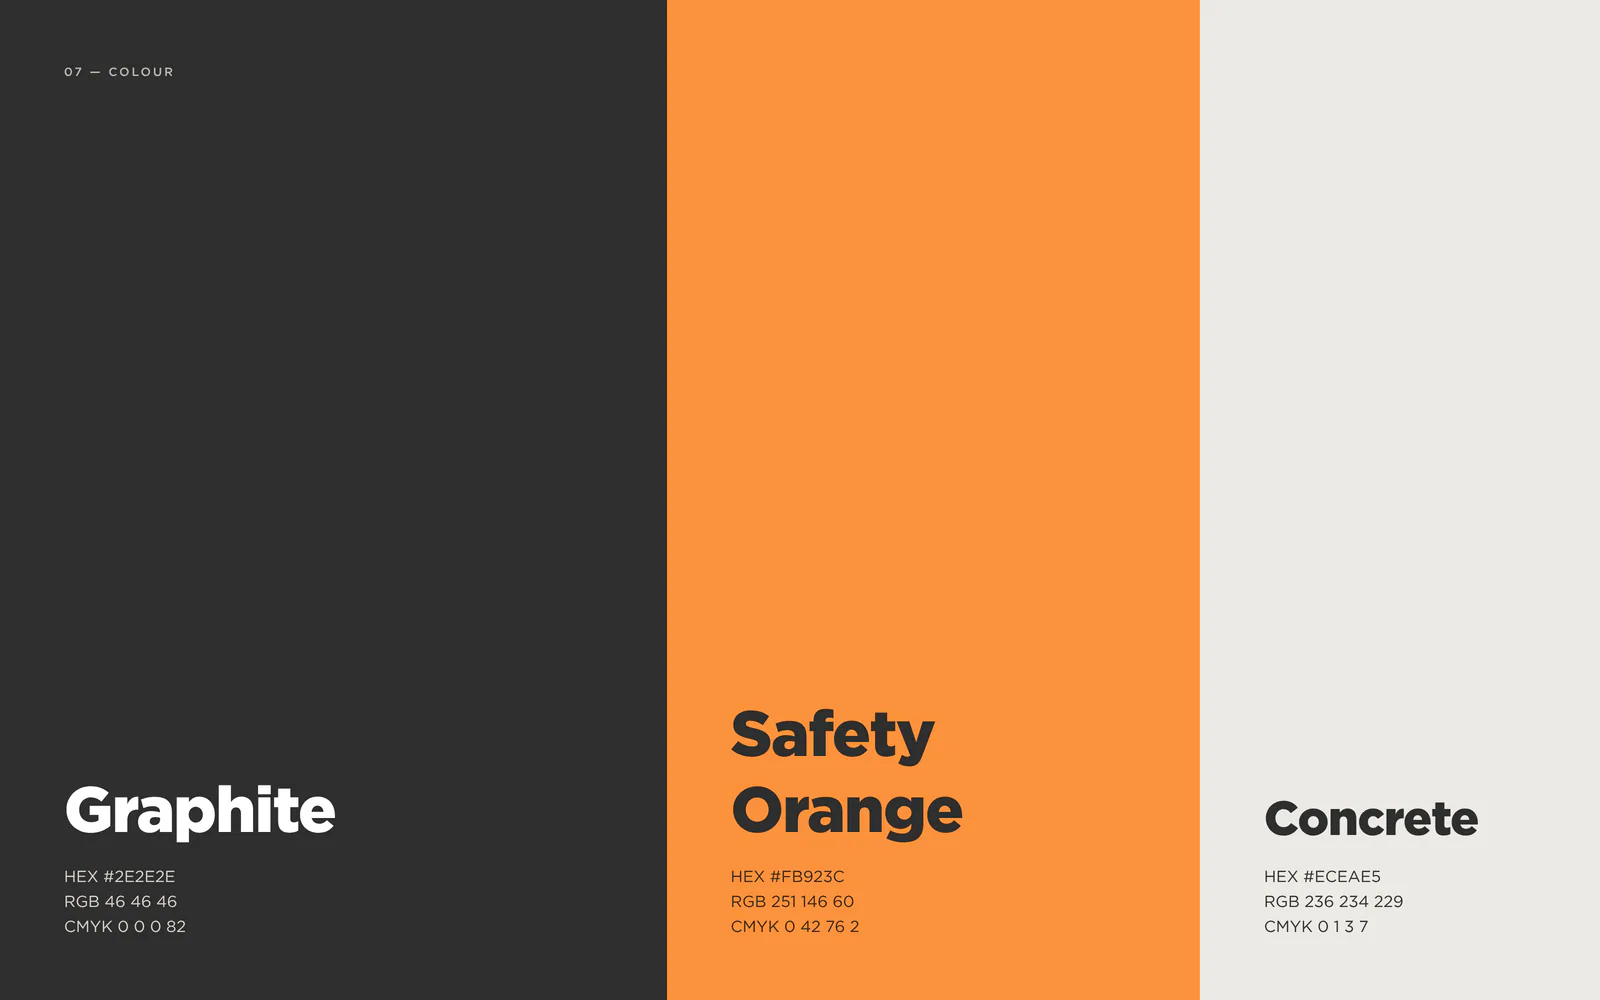 07 — COLOUR
Graphite
HEX #2E2E2E
RGB 46 46 46
CMYK 0 0 0 82
Safety
Orange
HEX #FB923C
RGB 251 146 60
CMYK 0 42 76 2
Concrete
HEX #ECEAE5
RGB 236 234 229
CMYK 0 1 3 7